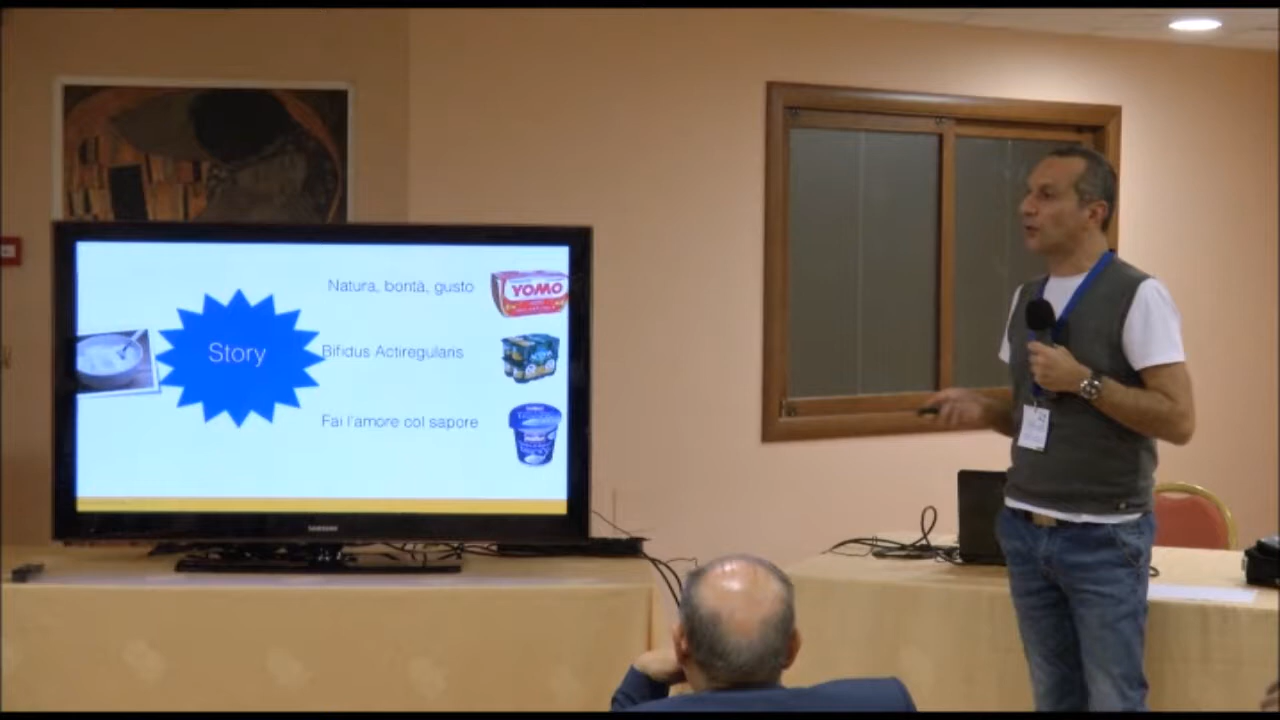 Natura, bontà, gusto
YOMO
Story
Bifidus Actiregularis
Fai l'amore col sapore
SAMSUNG